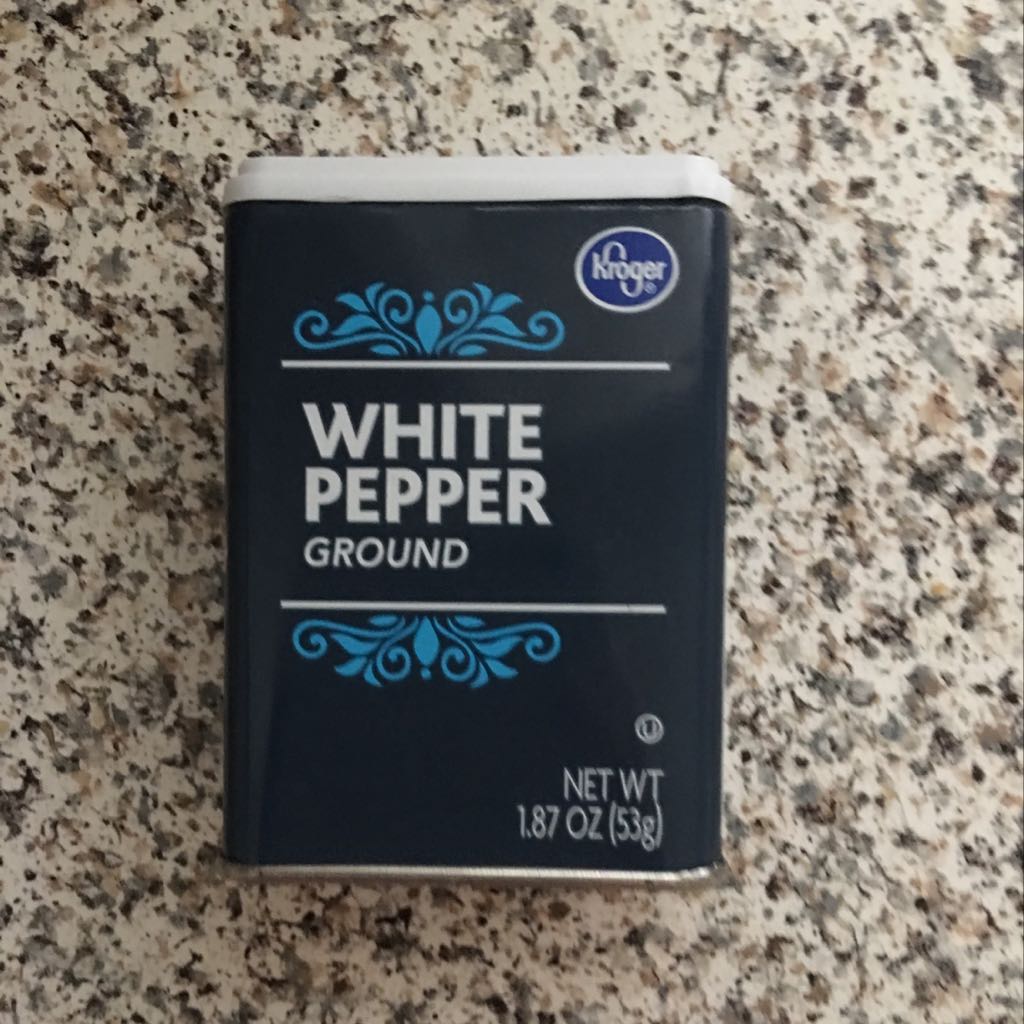 Kroger
WHITE
PEPPER
GROUND
U
NET WT
1.87 OZ (53g)